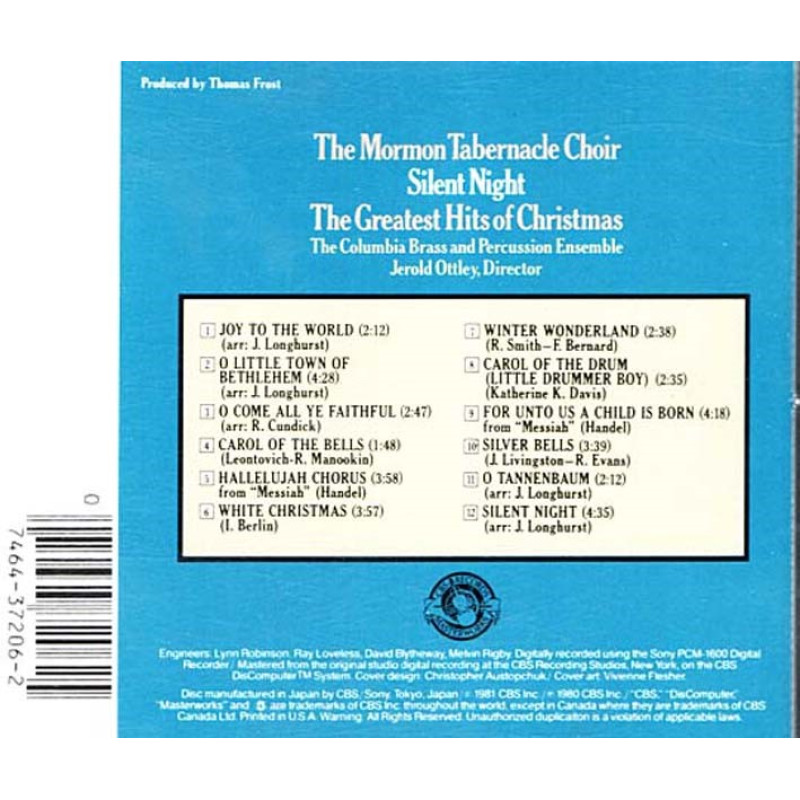 Produced by Thomas Frost
The Mormon Tabernacle Choir
Silent Night
The Greatest Hits of Christmas
The Columbia Brass and Percussion Ensemble
Jerold Ottley, Director
1 JOY TO THE WORLD (2:12)
(arr: J. Longhurst)
2 O LITTLE TOWN OF
BETHLEHEM (4:28)
(arr: J. Longhurst)
3 O COME ALL YE FAITHFUL (2:47)
(arr: R. Cundick)
4 CAROL OF THE BELLS (1:48)
(Leontovich-R. Manookin)
5 HALLELUJAH CHORUS (3:58)
from "Messiah" (Handel)
6 WHITE CHRISTMAS (3:57)
(I. Berlin)
7 WINTER WONDERLAND (2:38)
(R. Smith–F. Bernard)
8 CAROL OF THE DRUM
(LITTLE DRUMMER BOY) (2:35)
(Katherine K. Davis)
9 FOR UNTO US A CHILD IS BORN (4:18)
from "Messiah" (Handel)
10 SILVER BELLS (3:39)
(J. Livingston–R. Evans)
11 O TANNENBAUM (2:12)
(arr: J. Longhurst)
12 SILENT NIGHT (4:35)
(arr: J. Longhurst)
CBS RECORDS
MASTERWORKS
Engineers: Lynn Robinson, Ray Loveless, David Blytheway, Melvin Rigby. Digitally recorded using the Sony PCM-1600 Digital
Recorder / Mastered from the original studio digital recording at the CBS Recording Studios, New York, on the CBS
DisComputer™ System. Cover design: Christopher Austopchuk / Cover art: Vivienne Flesher.
Disc manufactured in Japan by CBS/Sony, Tokyo, Japan / © 1981 CBS Inc. / ℗ 1980 CBS Inc. / "CBS," "DisComputer,"
"Masterworks" and are trademarks of CBS Inc. throughout the world, except in Canada where they are trademarks of CBS
Canada Ltd. Printed in U.S.A. Warning: All Rights Reserved. Unauthorized duplication is a violation of applicable laws.
0
7464-37206-2